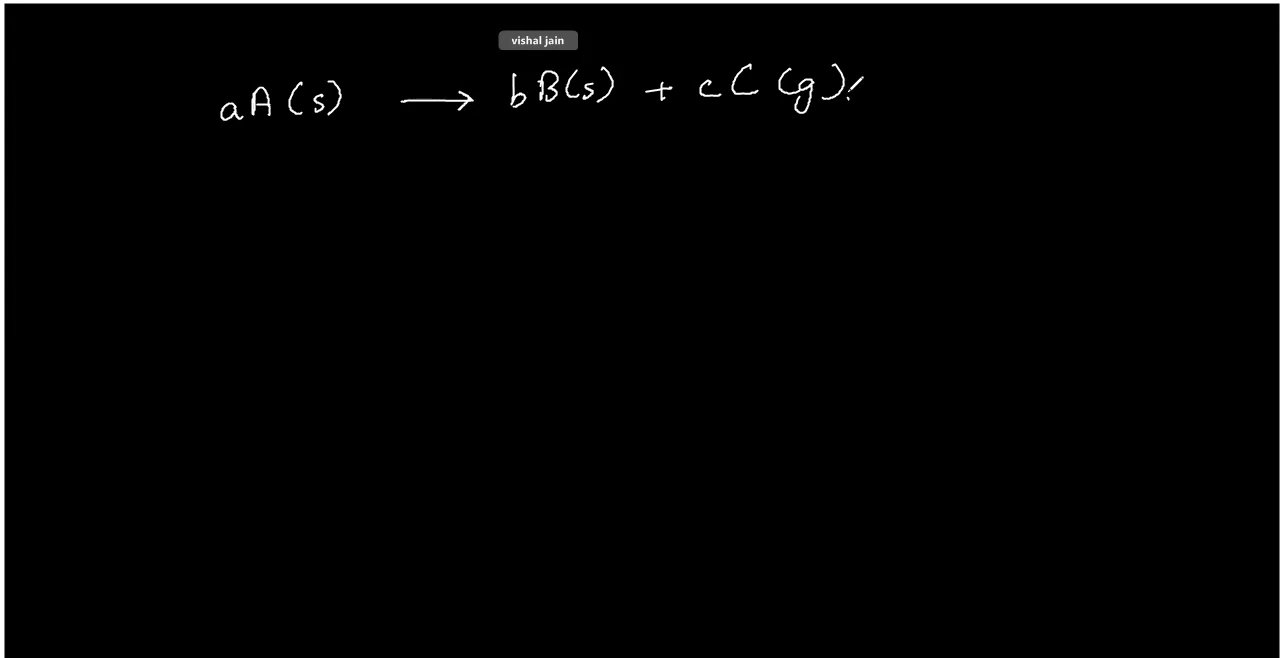 vishal jain
aA(s) → bB(s) + cC(g)